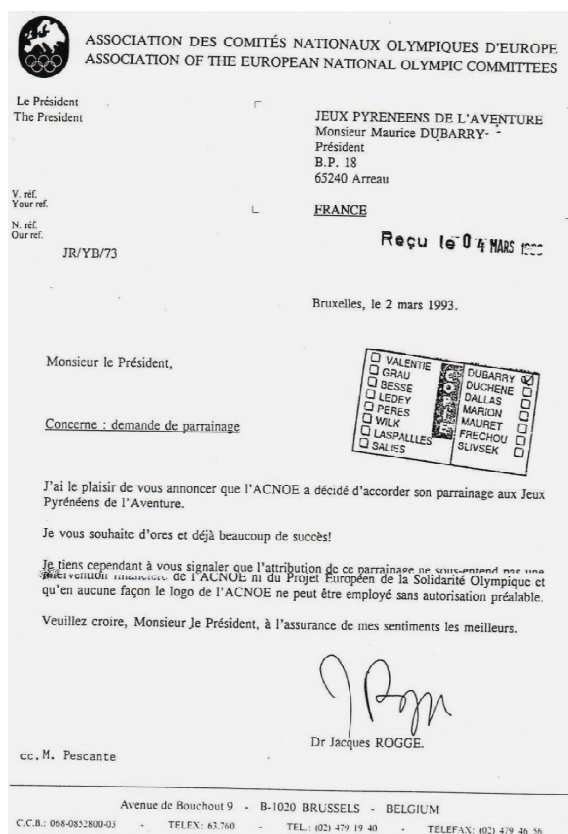 ASSOCIATION DES COMITÉS NATIONAUX OLYMPIQUES D'EUROPE
ASSOCIATION OF THE EUROPEAN NATIONAL OLYMPIC COMMITTEES
Le Président
The President
JEUX PYRENEENS DE L'AVENTURE
Monsieur Maurice DUBARRY
Président
B.P. 18
65240 Arreau
FRANCE
V. réf.
Your ref.
N. réf.
Our ref.
JR/YB/73
Reçu le 04 MARS
Bruxelles, le 2 mars 1993.
Monsieur le Président,
VALENTIE
GRAU
BESSE
LEDEY
PERES
WILK
LASPALLLES
SALIES
DUBARRY
DUCHENE
DALLAS
MARION
MAURET
FRECHOU
SLIVSEK
Concerne : demande de parrainage
J'ai le plaisir de vous annoncer que l'ACNOE a décidé d'accorder son parrainage aux Jeux
Pyrénéens de l'Aventure.
Je vous souhaite d'ores et déjà beaucoup de succès!
Je tiens cependant à vous signaler que l'attribution de ce parrainage ne sous-entend pas une
intervention financière de l'ACNOE ni du Projet Européen de la Solidarité Olympique et
qu'en aucune façon le logo de l'ACNOE ne peut être employé sans autorisation préalable.
Veuillez croire, Monsieur le Président, à l'assurance de mes sentiments les meilleurs.
Dr Jacques ROGGE.
cc. M. Pescante
Avenue de Bouchout 9 - B-1020 BRUSSELS - BELGIUM
C.C.B.: 068-0852800-03 - TELEX: 63.760 - TEL.: (02) 479 19 40 - TELEFAX: (02) 479 46 56